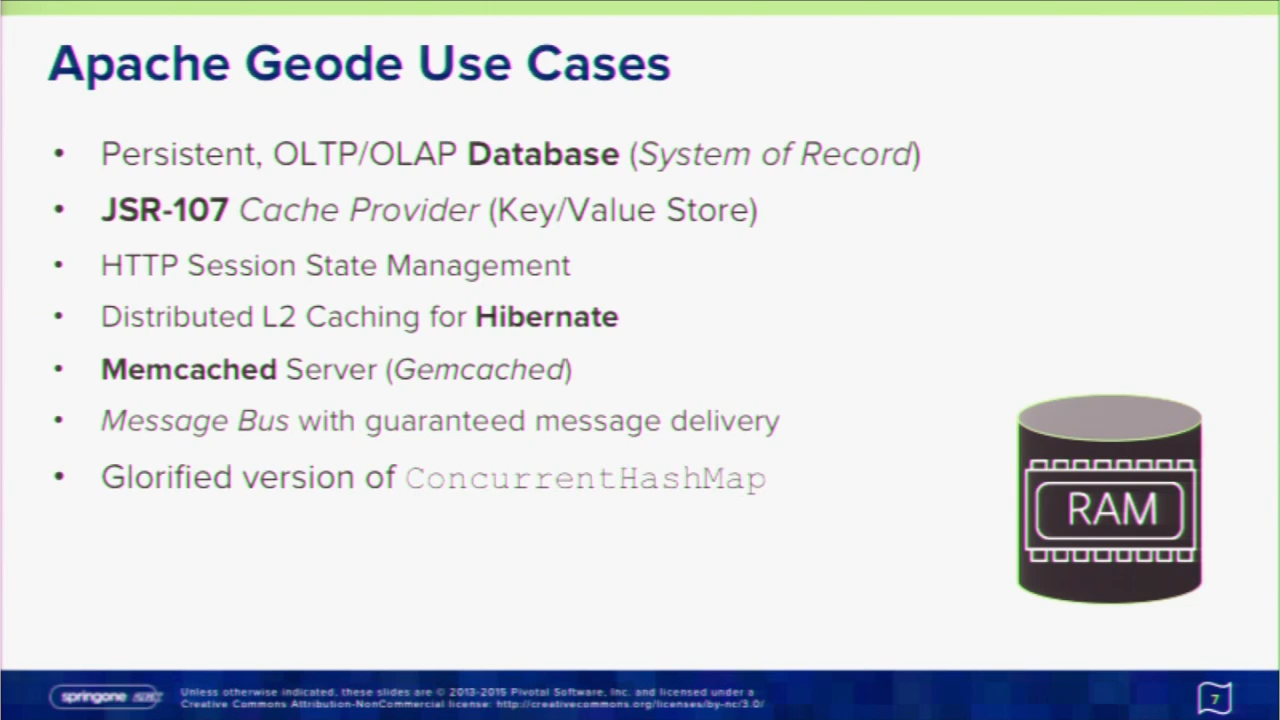 Apache Geode Use Cases
• Persistent, OLTP/OLAP Database (System of Record)
• JSR-107 Cache Provider (Key/Value Store)
• HTTP Session State Management
• Distributed L2 Caching for Hibernate
• Memcached Server (Gemcached)
• Message Bus with guaranteed message delivery
• Glorified version of ConcurrentHashMap
RAM
springone
Unless otherwise indicated, these slides are © 2013-2015 Pivotal Software, Inc. and licensed under a
Creative Commons Attribution-NonCommercial license: http://creativecommons.org/licenses/by-nc/3.0/
7